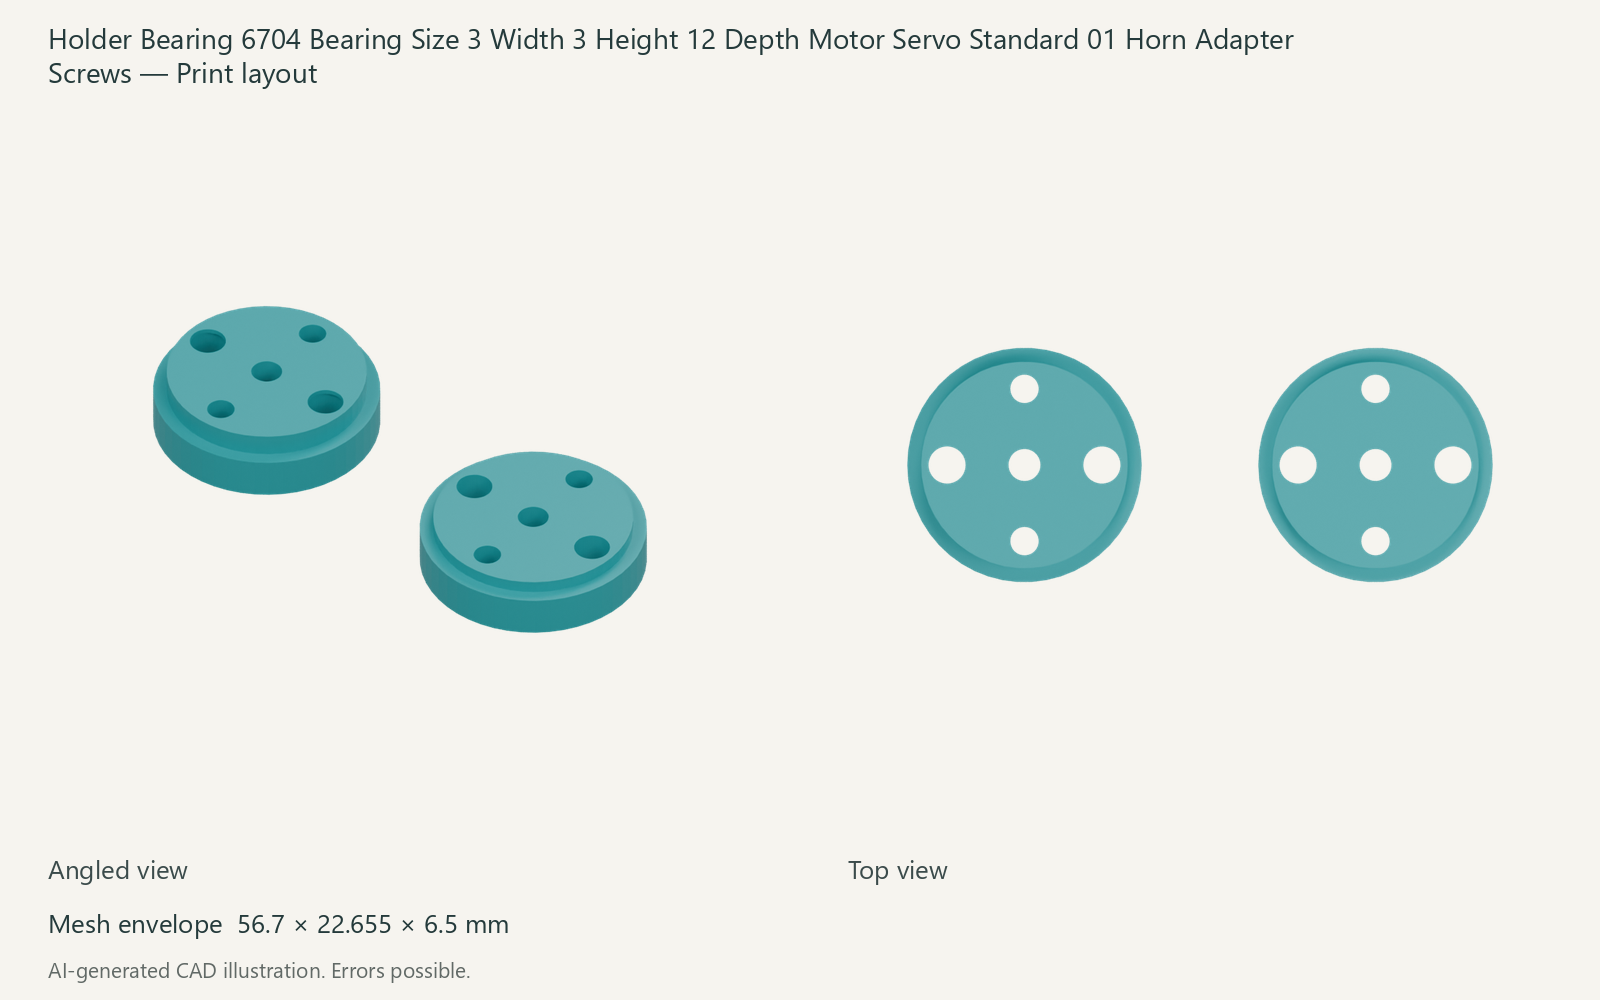 Holder Bearing 6704 Bearing Size 3 Width 3 Height 12 Depth Motor Servo Standard 01 Horn Adapter
Screws — Print layout
Angled view
Top view
Mesh envelope  56.7 × 22.655 × 6.5 mm
AI-generated CAD illustration. Errors possible.